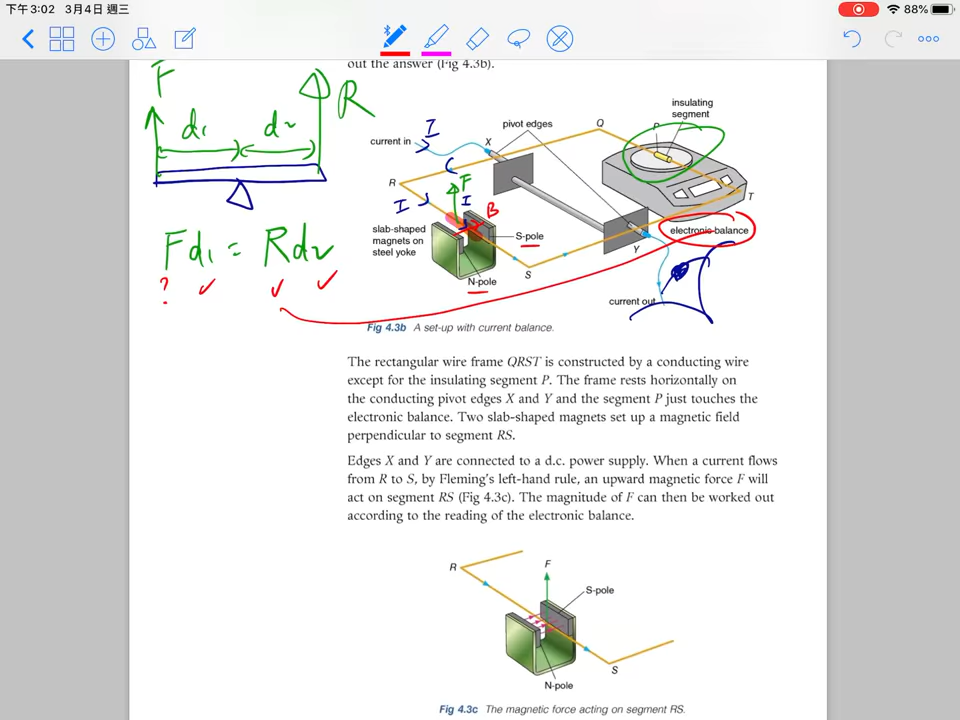 下午3:02 3月4日 週三
88%
out the answer (Fig 4.3b).
F
R
d₁
d₂
Fd₁ = Rd₂
?
insulating
segment
pivot edges
current in
I
X
Q
P
R
F
I
I
B
T
slab-shaped
magnets on
steel yoke
S-pole
electronic balance
Y
S
N-pole
current out
Fig 4.3b A set-up with current balance.
The rectangular wire frame QRST is constructed by a conducting wire
except for the insulating segment P. The frame rests horizontally on
the conducting pivot edges X and Y and the segment P just touches the
electronic balance. Two slab-shaped magnets set up a magnetic field
perpendicular to segment RS.
Edges X and Y are connected to a d.c. power supply. When a current flows
from R to S, by Fleming's left-hand rule, an upward magnetic force F will
act on segment RS (Fig 4.3c). The magnitude of F can then be worked out
according to the reading of the electronic balance.
R
F
S-pole
S
N-pole
Fig 4.3c The magnetic force acting on segment RS.